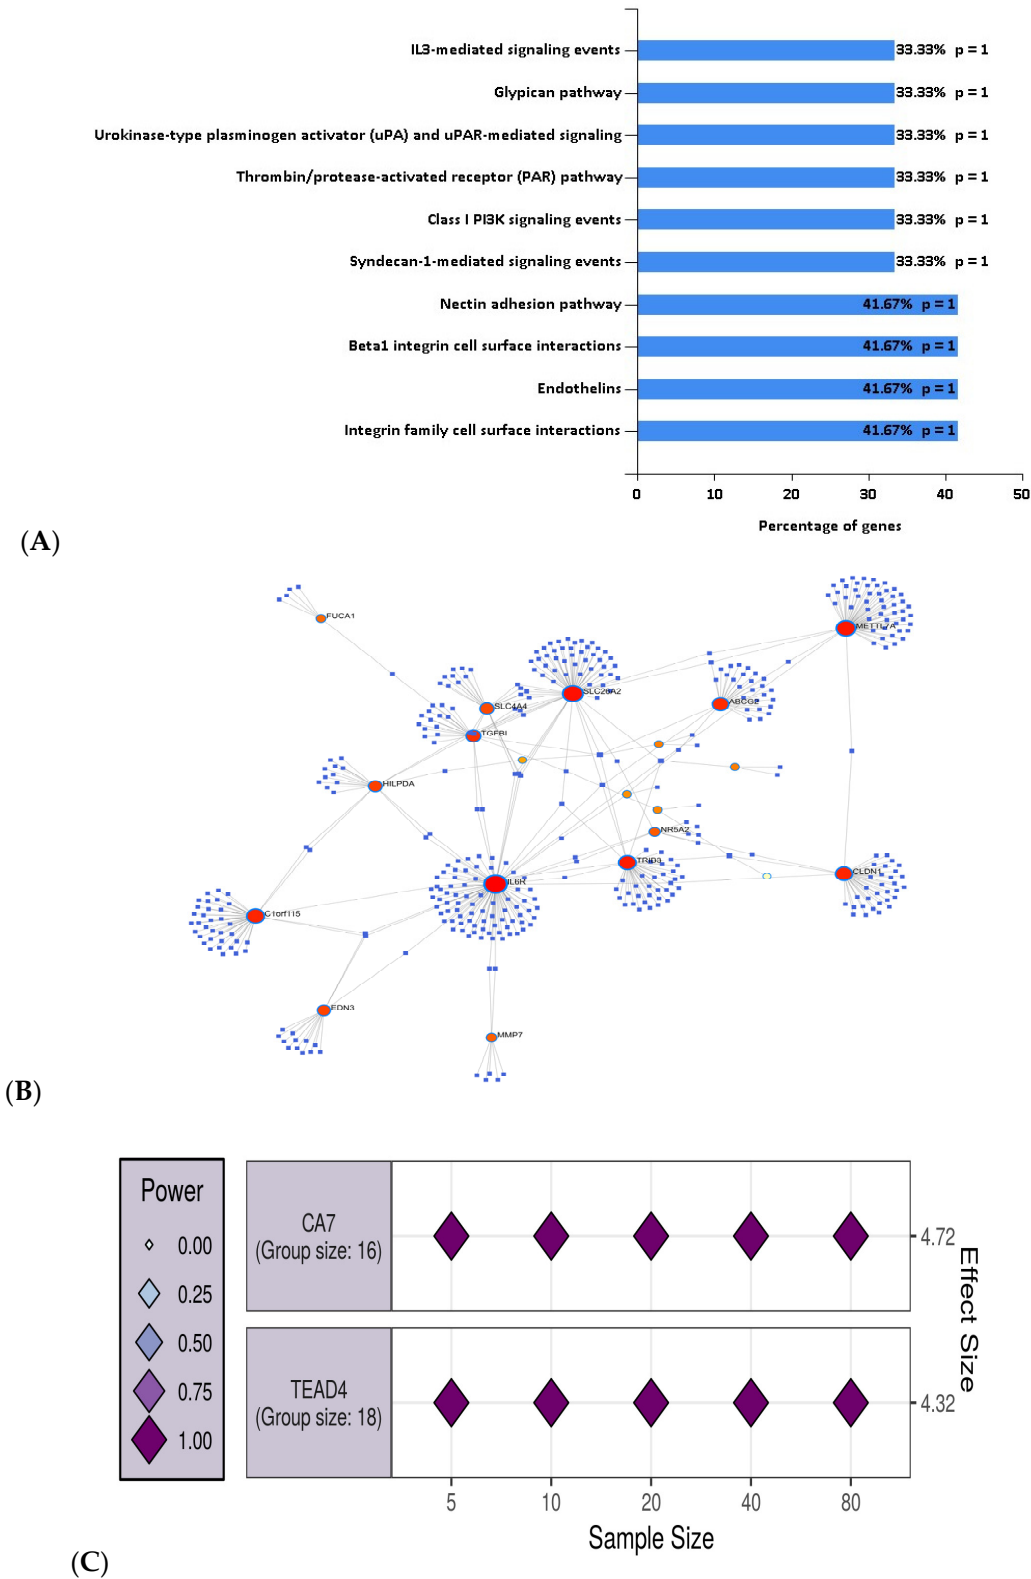 IL3-mediated signaling events 33.33% p = 1
Glypican pathway 33.33% p = 1
Urokinase-type plasminogen activator (uPA) and uPAR-mediated signaling 33.33% p = 1
Thrombin/protease-activated receptor (PAR) pathway 33.33% p = 1
Class I PI3K signaling events 33.33% p = 1
Syndecan-1-mediated signaling events 33.33% p = 1
Nectin adhesion pathway 41.67% p = 1
Beta1 integrin cell surface interactions 41.67% p = 1
Endothelins 41.67% p = 1
Integrin family cell surface interactions 41.67% p = 1
0 10 20 30 40 50
Percentage of genes
(A)
FUCA1
METTL7A
SLC26A2
ABCG2
SLC4A4
TGFBI
HILPDA
NR5A2
TRIB3
CLDN1
IL6R
C1orf115
EDN3
MMP7
(B)
Power
0.00
0.25
0.50
0.75
1.00
CA7
(Group size: 16)
4.72
TEAD4
(Group size: 18)
4.32
Effect Size
5 10 20 40 80
Sample Size
(C)